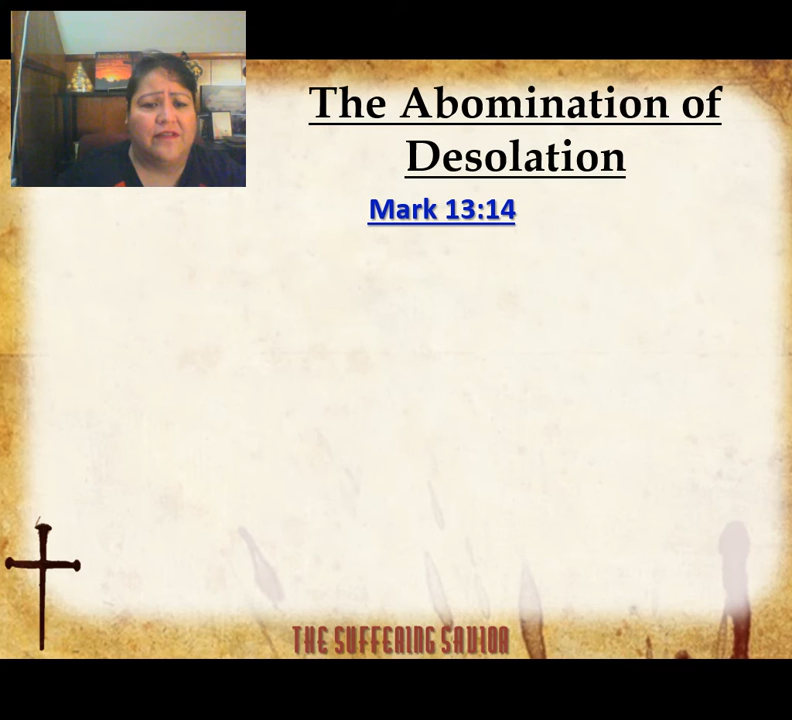 The Abomination of
Desolation
Mark 13:14
THE SUFFERING SAVIOR